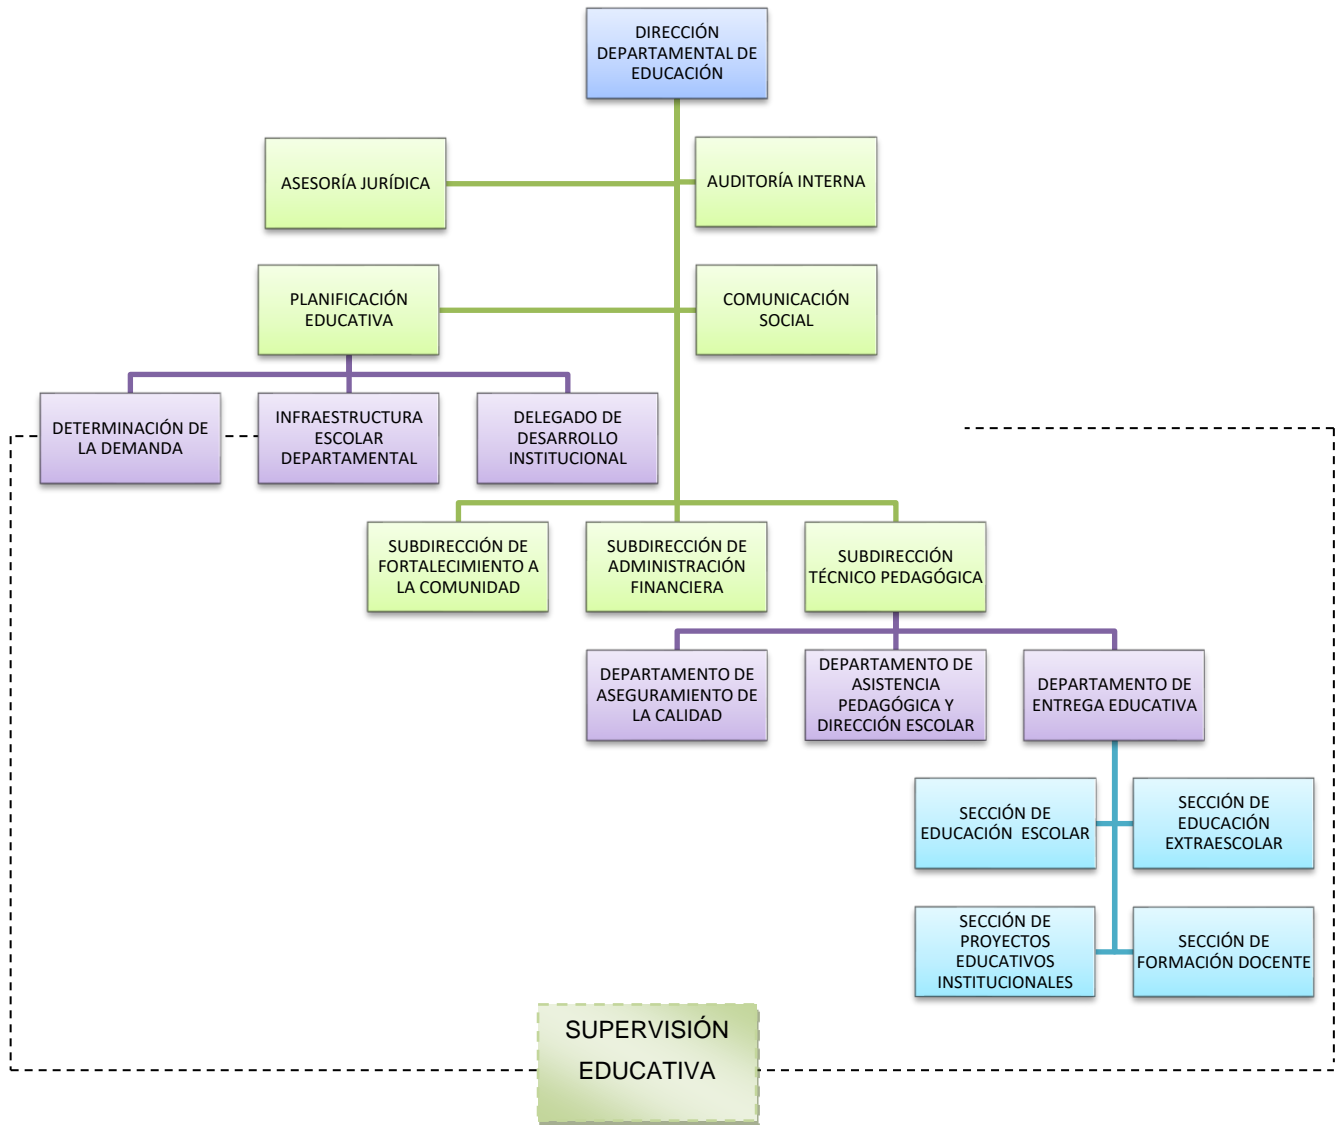 DIRECCIÓN
DEPARTAMENTAL DE
EDUCACIÓN
ASESORÍA JURÍDICA
AUDITORÍA INTERNA
PLANIFICACIÓN
EDUCATIVA
COMUNICACIÓN
SOCIAL
DETERMINACIÓN DE
LA DEMANDA
INFRAESTRUCTURA
ESCOLAR
DEPARTAMENTAL
DELEGADO DE
DESARROLLO
INSTITUCIONAL
SUBDIRECCIÓN DE
FORTALECIMIENTO A
LA COMUNIDAD
SUBDIRECCIÓN DE
ADMINISTRACIÓN
FINANCIERA
SUBDIRECCIÓN
TÉCNICO PEDAGÓGICA
DEPARTAMENTO DE
ASEGURAMIENTO DE
LA CALIDAD
DEPARTAMENTO DE
ASISTENCIA
PEDAGÓGICA Y
DIRECCIÓN ESCOLAR
DEPARTAMENTO DE
ENTREGA EDUCATIVA
SECCIÓN DE
EDUCACIÓN ESCOLAR
SECCIÓN DE
EDUCACIÓN
EXTRAESCOLAR
SECCIÓN DE
PROYECTOS
EDUCATIVOS
INSTITUCIONALES
SECCIÓN DE
FORMACIÓN DOCENTE
SUPERVISIÓN
EDUCATIVA